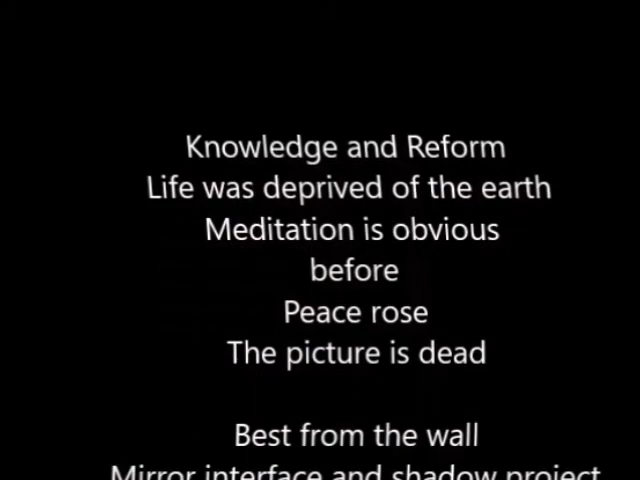 Knowledge and Reform
Life was deprived of the earth
Meditation is obvious
before
Peace rose
The picture is dead
Best from the wall
Mirror interface and shadow project